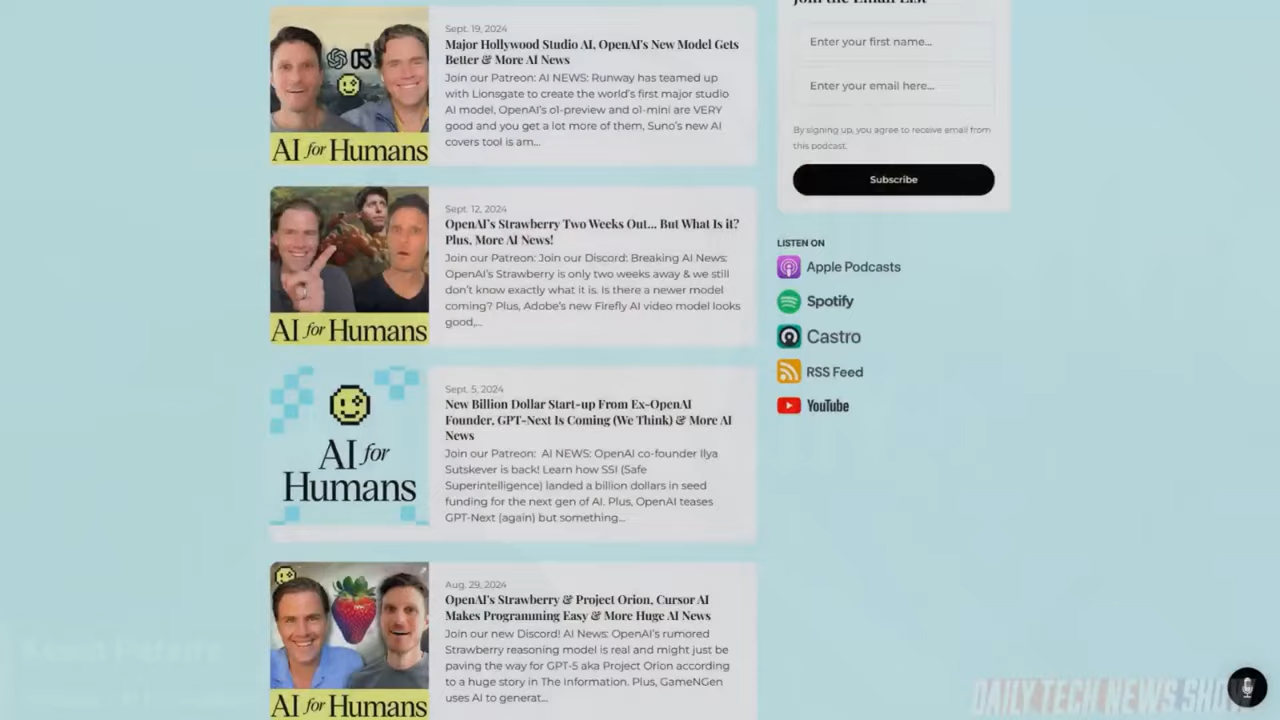 Sept. 19, 2024
Major Hollywood Studio AI, OpenAI's New Model Gets
Better & More AI News
Join our Patreon: AI NEWS: Runway has teamed up
with Lionsgate to create the world's first major studio
AI model, OpenAI's o1-preview and o1-mini are VERY
good and you get a lot more of them, Suno's new AI
covers tool is am...
AI for Humans
Sept. 12, 2024
OpenAI's Strawberry Two Weeks Out... But What Is it?
Plus, More AI News!
Join our Patreon: Join our Discord: Breaking AI News:
OpenAI's Strawberry is only two weeks away & we still
don't know exactly what it is. Is there a newer model
coming? Plus, Adobe's new Firefly AI video model looks
good,...
AI for Humans
Sept. 5, 2024
New Billion Dollar Start-up From Ex-OpenAI
Founder, GPT-Next Is Coming (We Think) & More AI
News
Join our Patreon: AI NEWS: OpenAI co-founder Ilya
Sutskever is back! Learn how SSI (Safe
Superintelligence) landed a billion dollars in seed
funding for the next gen of AI. Plus, OpenAI teases
GPT-Next (again) but something...
AI for
Humans
Aug. 29, 2024
OpenAI's Strawberry & Project Orion, Cursor AI
Makes Programming Easy & More Huge AI News
Join our new Discord! AI News: OpenAI's rumored
Strawberry reasoning model is real and might just be
paving the way for GPT-5 aka Project Orion according
to a huge story in The Information. Plus, GameNGen
uses AI to generat...
AI for Humans
Join the Email List
Enter your first name...
Enter your email here...
By signing up, you agree to receive email from
this podcast.
Subscribe
LISTEN ON
Apple Podcasts
Spotify
Castro
RSS Feed
YouTube
DAILY TECH NEWS SHOW